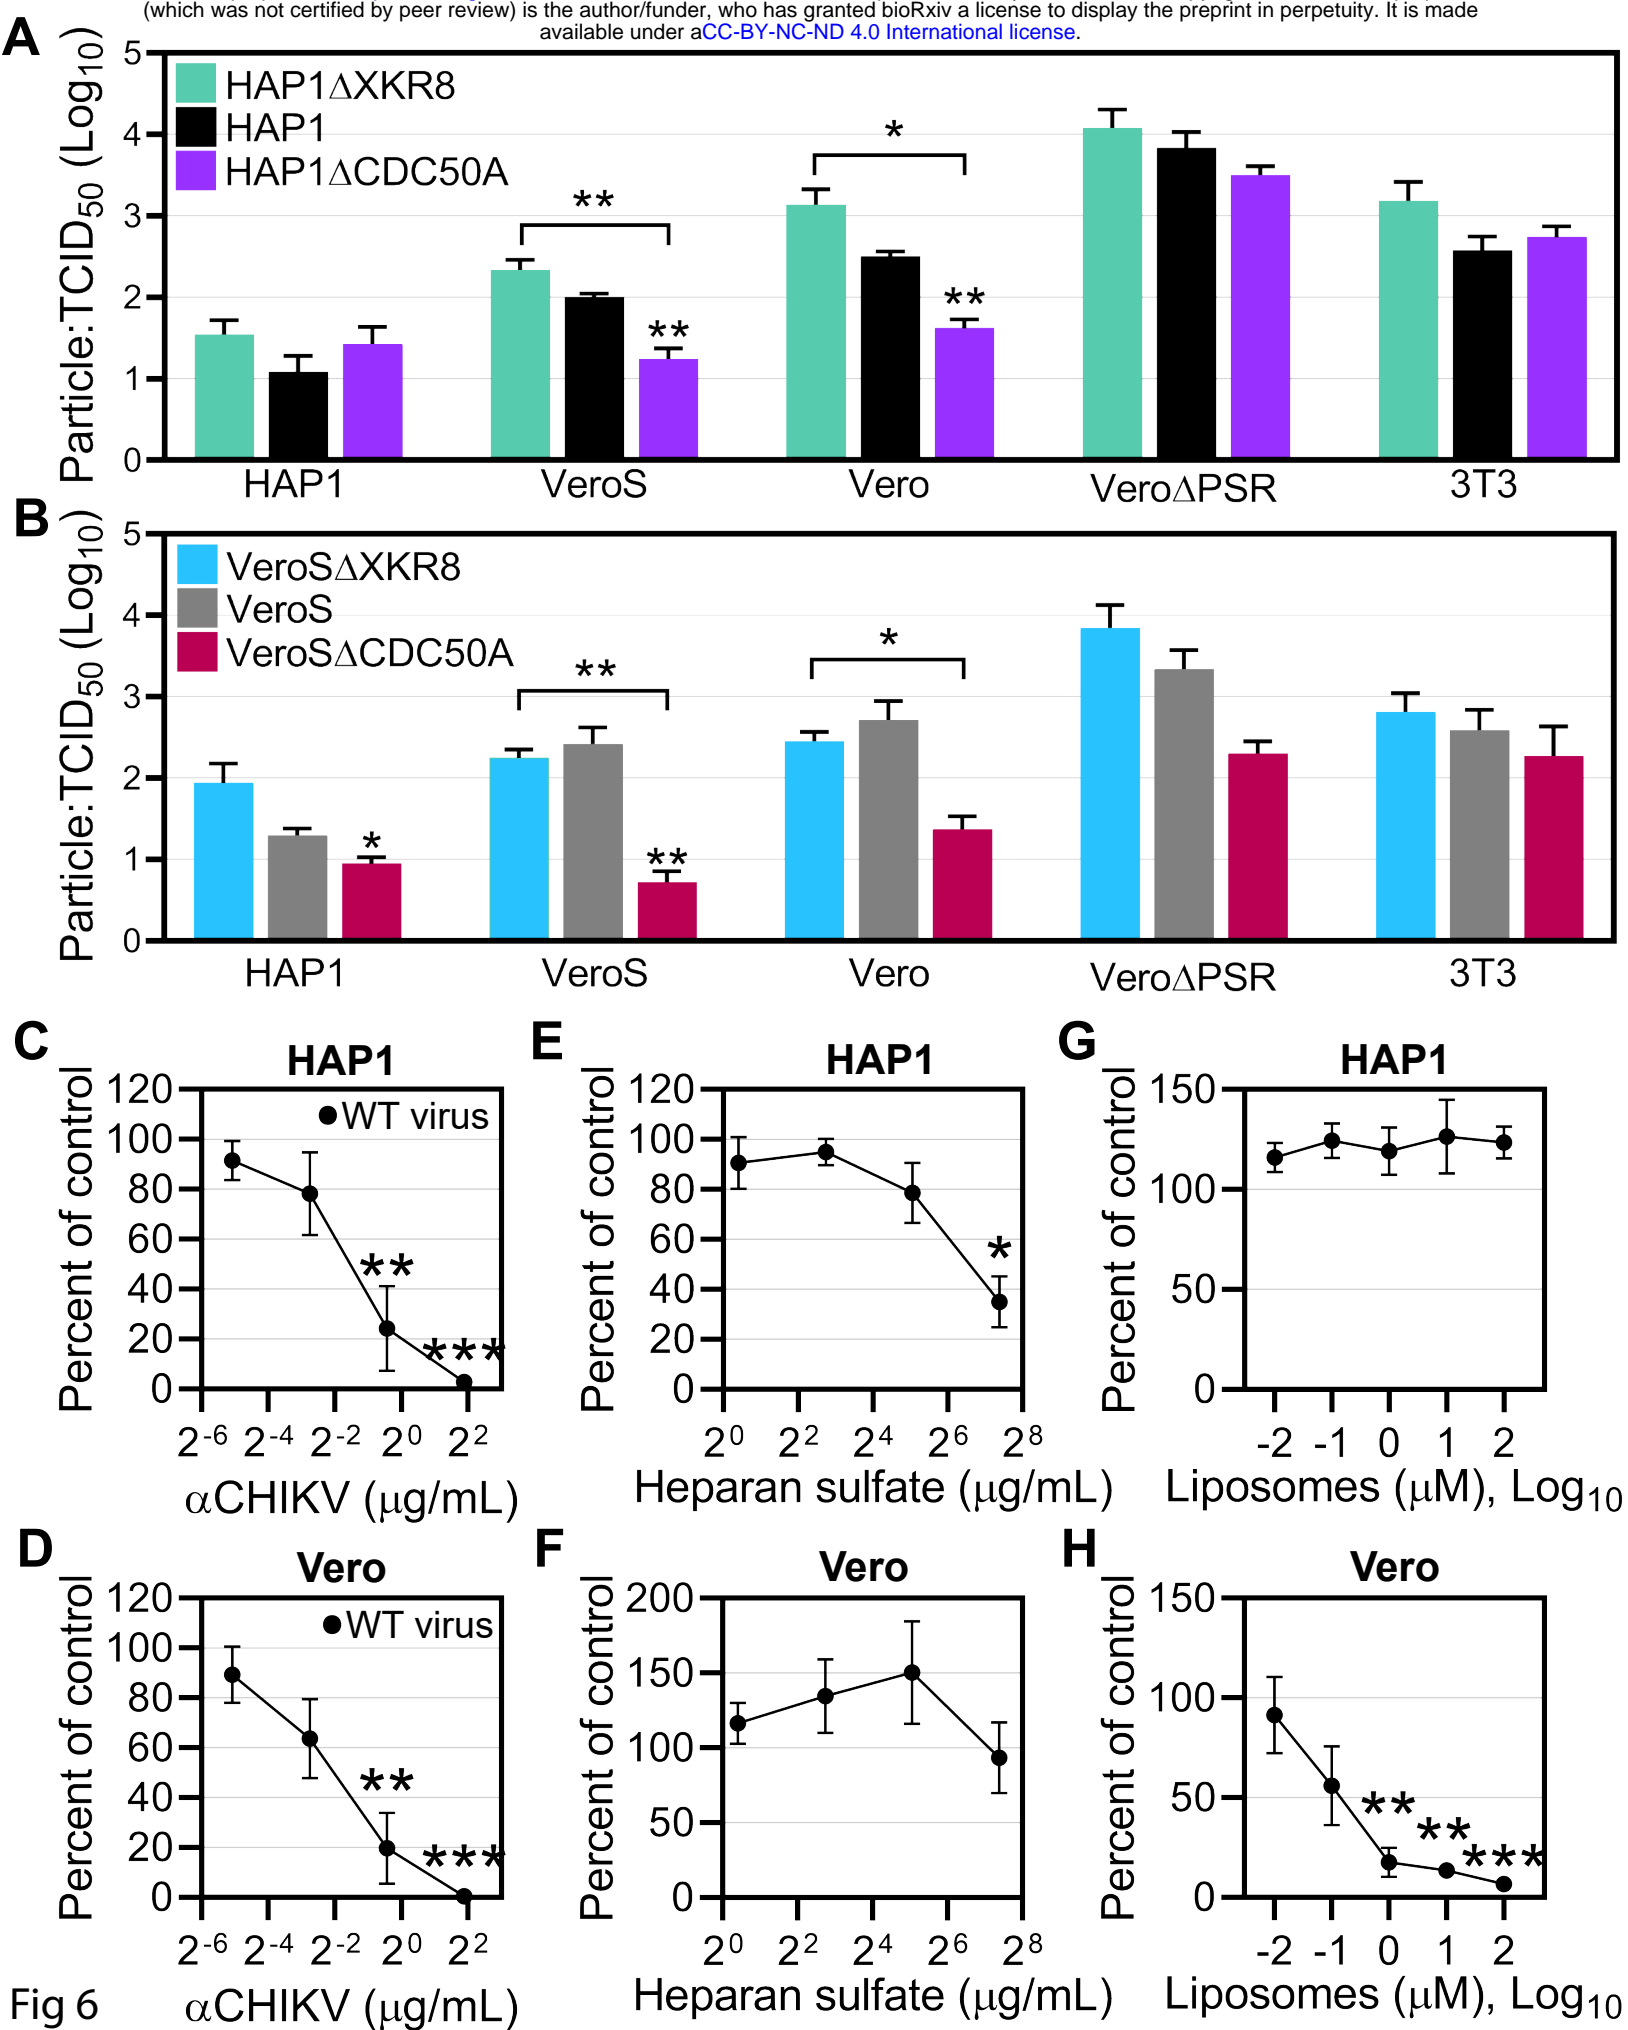 (which was not certified by peer review) is the author/funder, who has granted bioRxiv a license to display the preprint in perpetuity. It is made
available under aCC-BY-NC-ND 4.0 International license.
A
Particle:TCID50 (Log10)
5
4
3
2
1
0
HAP1ΔXKR8
HAP1
HAP1ΔCDC50A
**
**
*
**
HAP1 VeroS Vero VeroΔPSR 3T3
B
Particle:TCID50 (Log10)
5
4
3
2
1
0
VeroSΔXKR8
VeroS
VeroSΔCDC50A
*
**
**
*
HAP1 VeroS Vero VeroΔPSR 3T3
C
HAP1
Percent of control
120
100
80
60
40
20
0
WT virus
**
***
2-6 2-4 2-2 20 22
αCHIKV (μg/mL)
E
HAP1
Percent of control
120
100
80
60
40
20
0
*
20 22 24 26 28
Heparan sulfate (μg/mL)
G
HAP1
Percent of control
150
100
50
0
-2 -1 0 1 2
Liposomes (μM), Log10
D
Vero
Percent of control
120
100
80
60
40
20
0
WT virus
**
***
2-6 2-4 2-2 20 22
αCHIKV (μg/mL)
F
Vero
Percent of control
200
150
100
50
0
20 22 24 26 28
Heparan sulfate (μg/mL)
H
Vero
Percent of control
150
100
50
0
**
**
***
-2 -1 0 1 2
Liposomes (μM), Log10
Fig 6